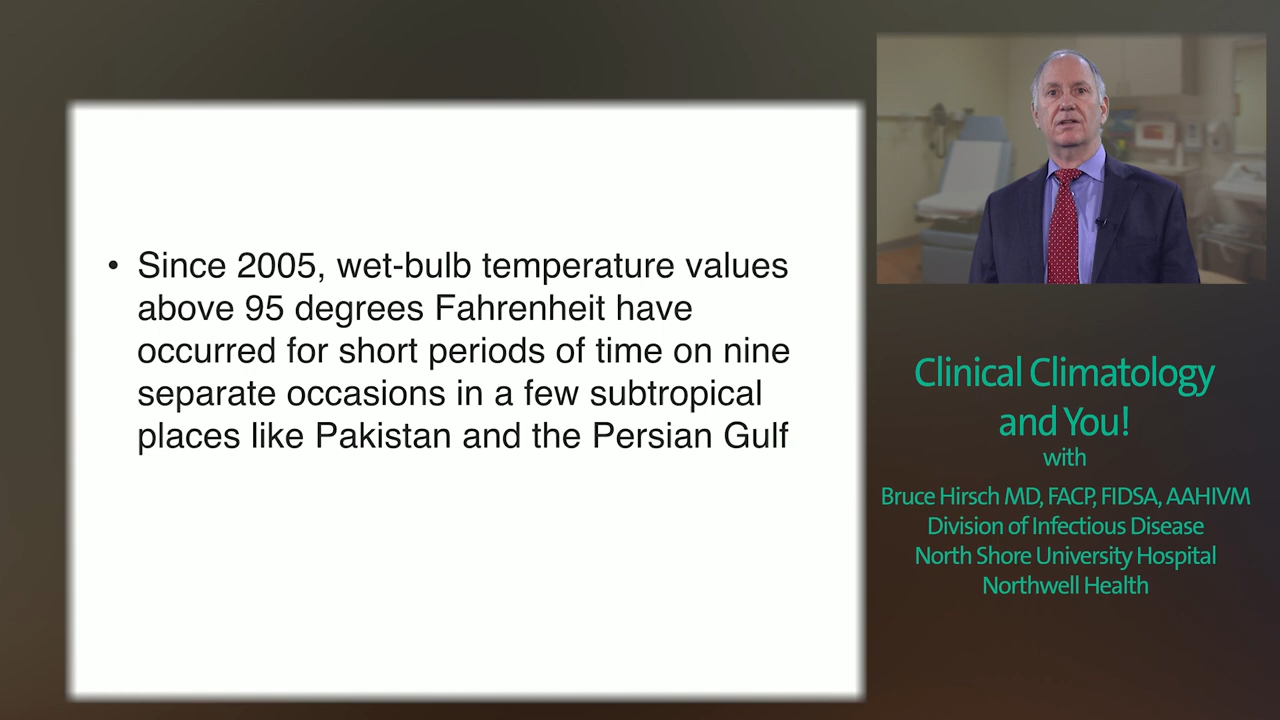 • Since 2005, wet-bulb temperature values
above 95 degrees Fahrenheit have
occurred for short periods of time on nine
separate occasions in a few subtropical
places like Pakistan and the Persian Gulf
Clinical Climatology
and You!
with
Bruce Hirsch MD, FACP, FIDSA, AAHIVM
Division of Infectious Disease
North Shore University Hospital
Northwell Health